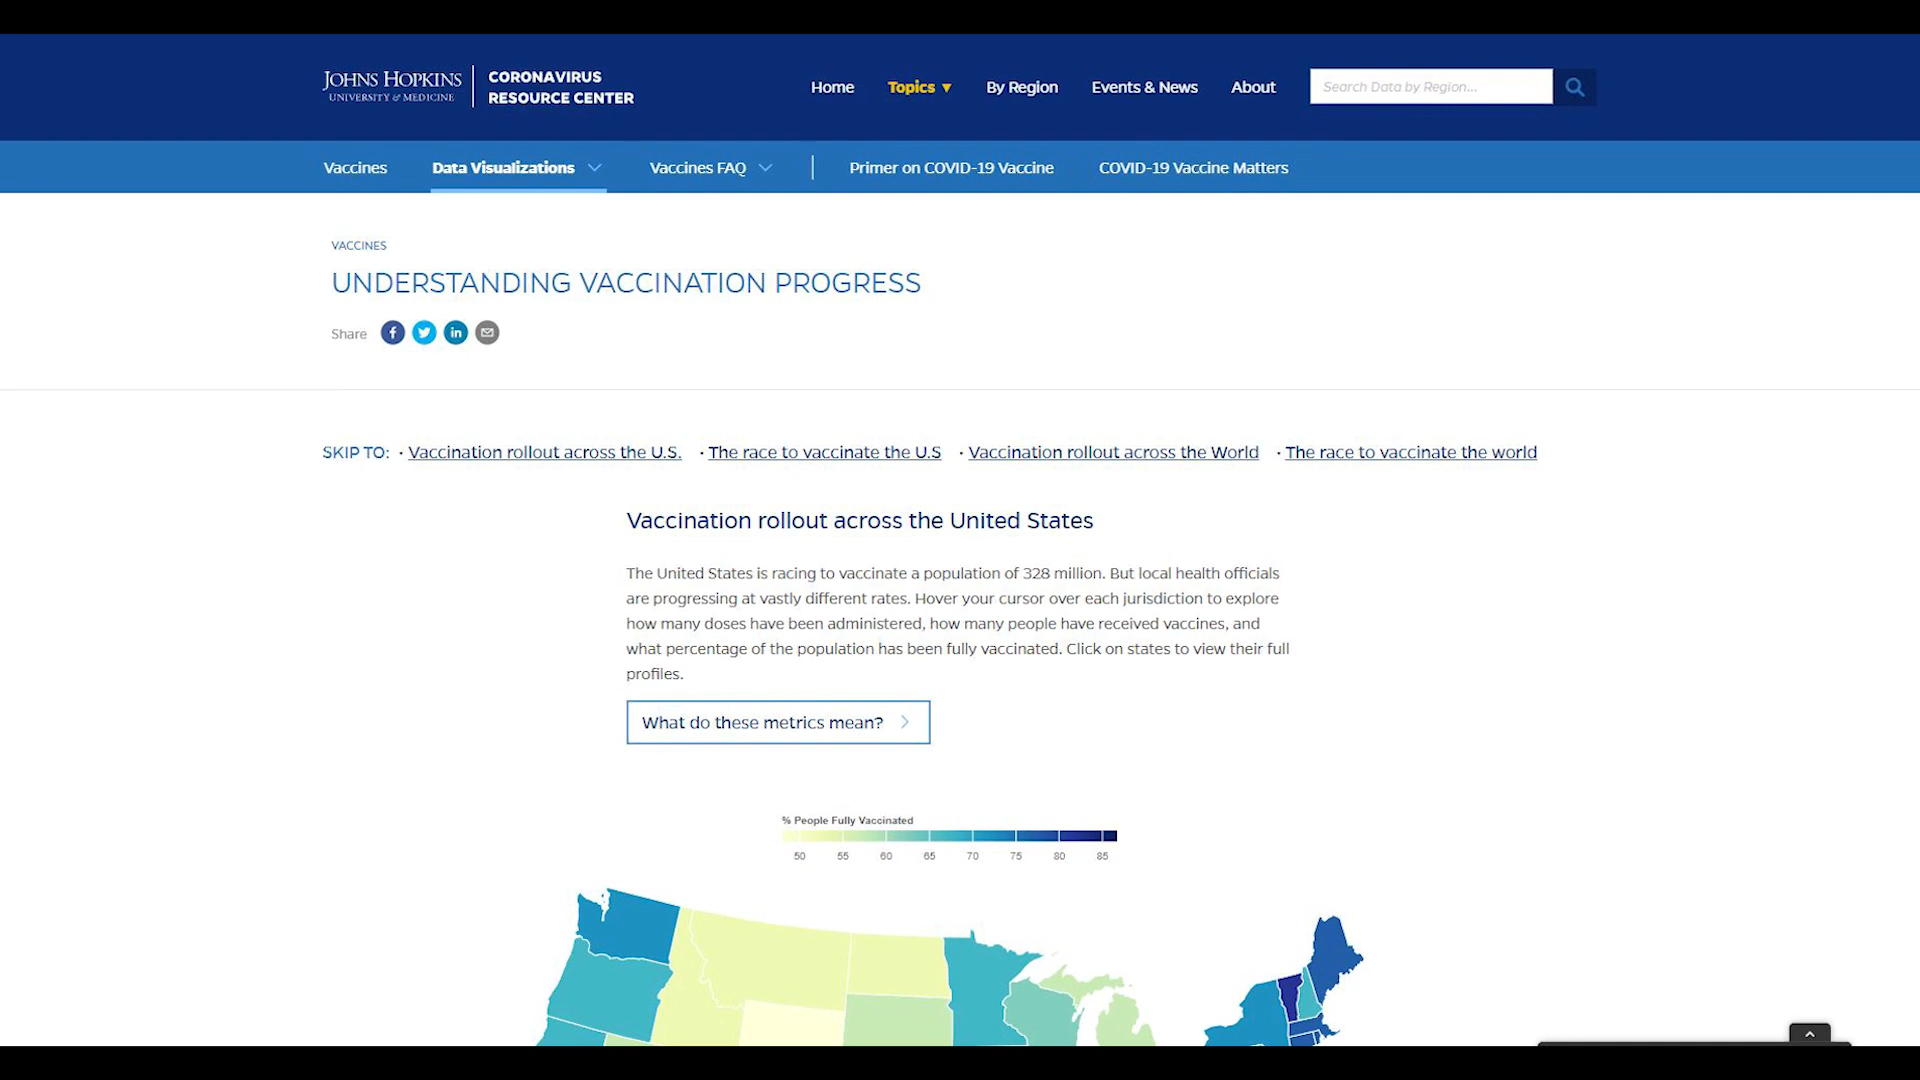 JOHNS HOPKINS
UNIVERSITY & MEDICINE
CORONAVIRUS
RESOURCE CENTER
Home
Topics ▼
By Region
Events & News
About
Search Data by Region...
Vaccines
Data Visualizations
Vaccines FAQ
Primer on COVID-19 Vaccine
COVID-19 Vaccine Matters
VACCINES
UNDERSTANDING VACCINATION PROGRESS
Share
SKIP TO: · Vaccination rollout across the U.S. · The race to vaccinate the U.S · Vaccination rollout across the World · The race to vaccinate the world
Vaccination rollout across the United States
The United States is racing to vaccinate a population of 328 million. But local health officials
are progressing at vastly different rates. Hover your cursor over each jurisdiction to explore
how many doses have been administered, how many people have received vaccines, and
what percentage of the population has been fully vaccinated. Click on states to view their full
profiles.
What do these metrics mean?
% People Fully Vaccinated
50 55 60 65 70 75 80 85